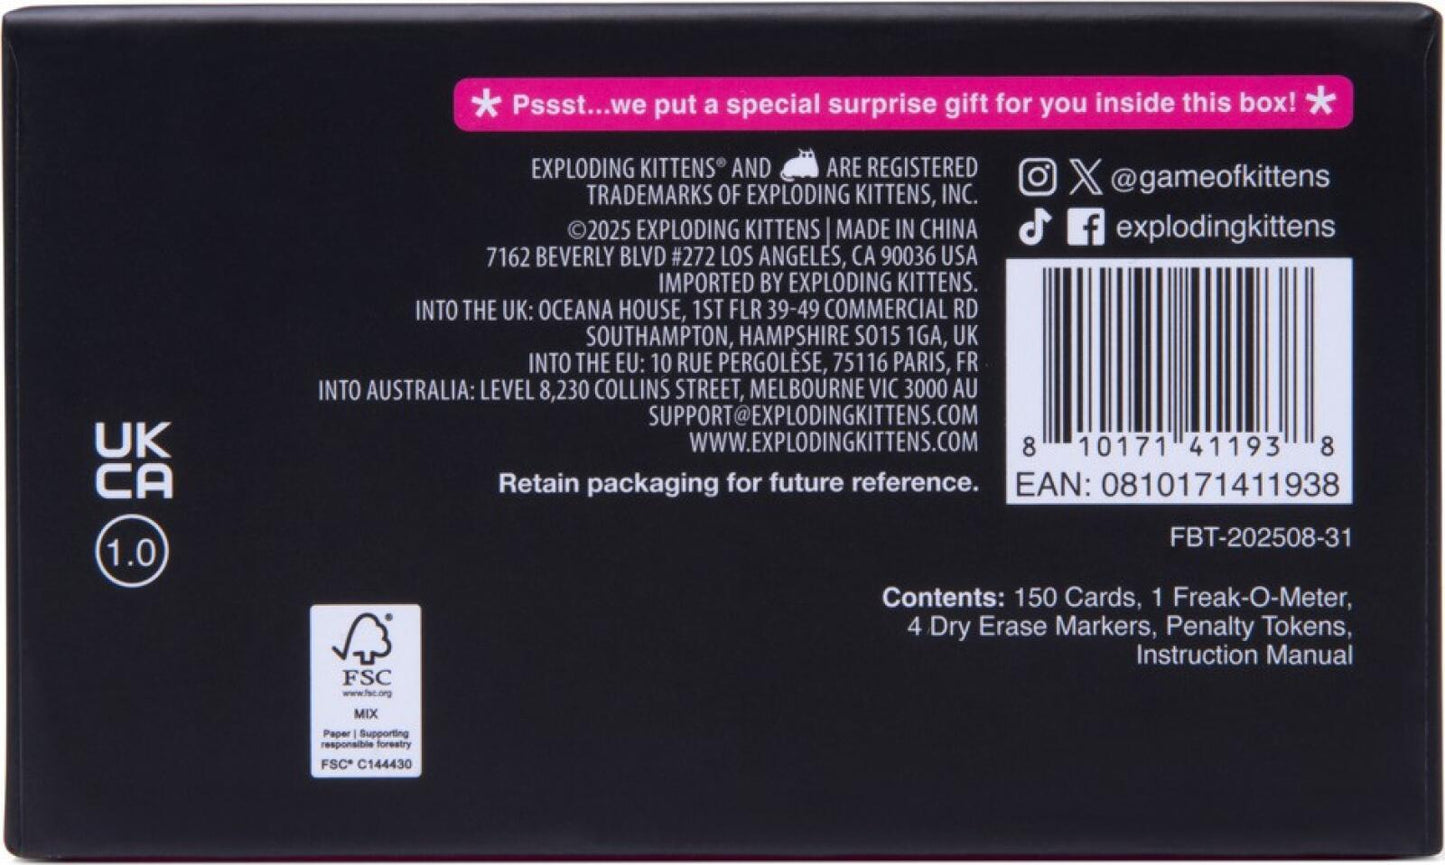 * Pssst...we put a special surprise gift for you inside this box! *
EXPLODING KITTENS® AND ARE REGISTERED
TRADEMARKS OF EXPLODING KITTENS, INC.
©2025 EXPLODING KITTENS | MADE IN CHINA
7162 BEVERLY BLVD #272 LOS ANGELES, CA 90036 USA
IMPORTED BY EXPLODING KITTENS.
INTO THE UK: OCEANA HOUSE, 1ST FLR 39-49 COMMERCIAL RD
SOUTHAMPTON, HAMPSHIRE SO15 1GA, UK
INTO THE EU: 10 RUE PERGOLÈSE, 75116 PARIS, FR
INTO AUSTRALIA: LEVEL 8,230 COLLINS STREET, MELBOURNE VIC 3000 AU
SUPPORT@EXPLODINGKITTENS.COM
WWW.EXPLODINGKITTENS.COM
Retain packaging for future reference.
@gameofkittens
explodingkittens
8 10171 41193 8
EAN: 0810171411938
FBT-202508-31
Contents: 150 Cards, 1 Freak-O-Meter,
4 Dry Erase Markers, Penalty Tokens,
Instruction Manual
UK
CA
1.0
FSC
www.fsc.org
MIX
Paper | Supporting
responsible forestry
FSC® C144430